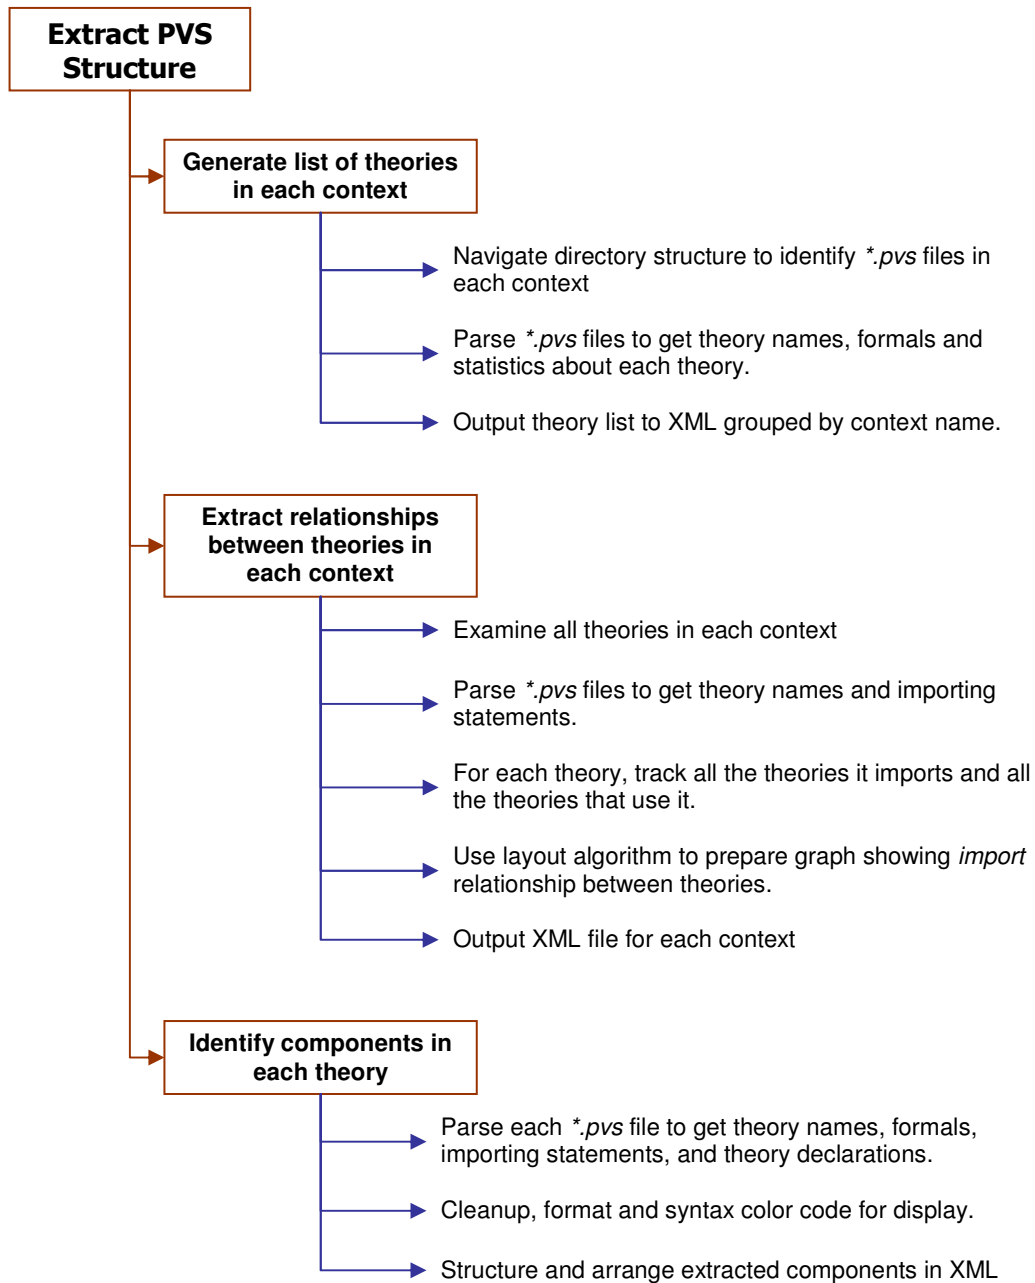 Extract PVS
Structure
Generate list of theories
in each context
Navigate directory structure to identify *.pvs files in
each context
Parse *.pvs files to get theory names, formals and
statistics about each theory.
Output theory list to XML grouped by context name.
Extract relationships
between theories in
each context
Examine all theories in each context
Parse *.pvs files to get theory names and importing
statements.
For each theory, track all the theories it imports and all
the theories that use it.
Use layout algorithm to prepare graph showing import
relationship between theories.
Output XML file for each context
Identify components in
each theory
Parse each *.pvs file to get theory names, formals,
importing statements, and theory declarations.
Cleanup, format and syntax color code for display.
Structure and arrange extracted components in XML